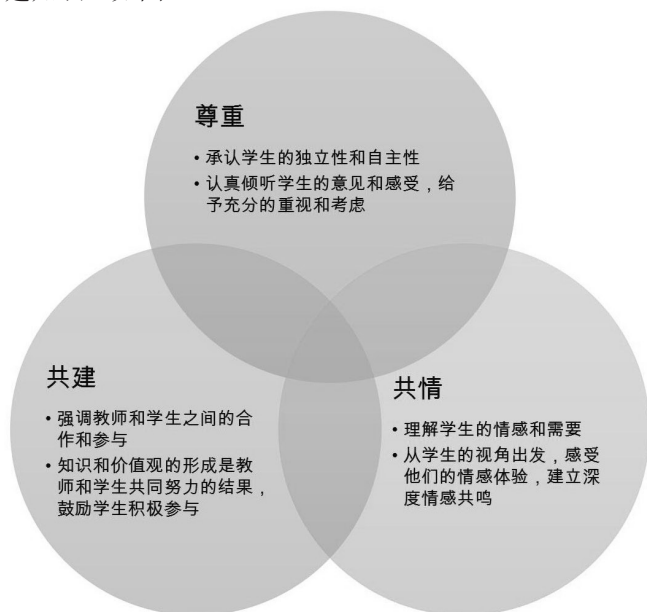 尊重
• 承认学生的独立性和自主性
• 认真倾听学生的意见和感受，给
予充分的重视和考虑
共建
• 强调教师和学生之间的合
作和参与
• 知识和价值观的形成是教
师和学生共同努力的结果，
鼓励学生积极参与
共情
• 理解学生的情感和需要
• 从学生的视角出发，感受
他们的情感体验，建立深
度情感共鸣